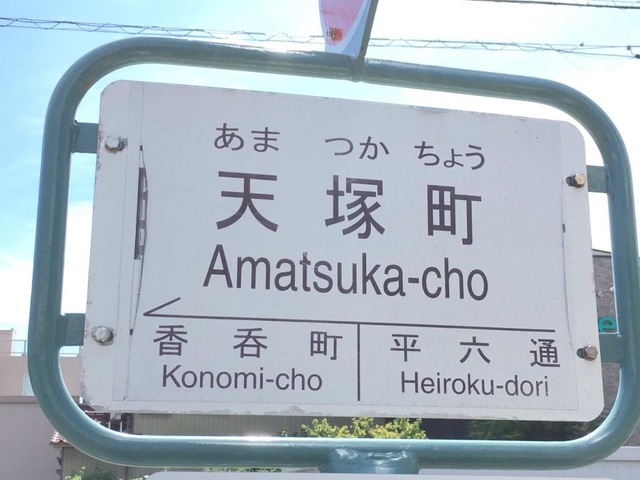 あま つか ちょう
天塚町
Amatsuka-cho
香呑町 平六通
Konomi-cho Heiroku-dori